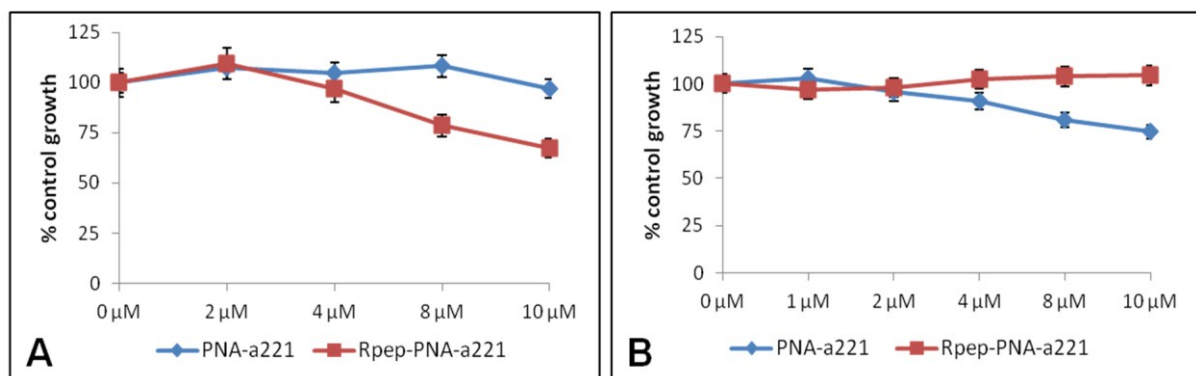 125
100
75
50
25
0
% control growth
0 µM 2 µM 4 µM 8 µM 10 µM
A
PNA-a221 Rpep-PNA-a221
125
100
75
50
25
0
% control growth
0 µM 1 µM 2 µM 4 µM 8 µM 10 µM
B
PNA-a221 Rpep-PNA-a221